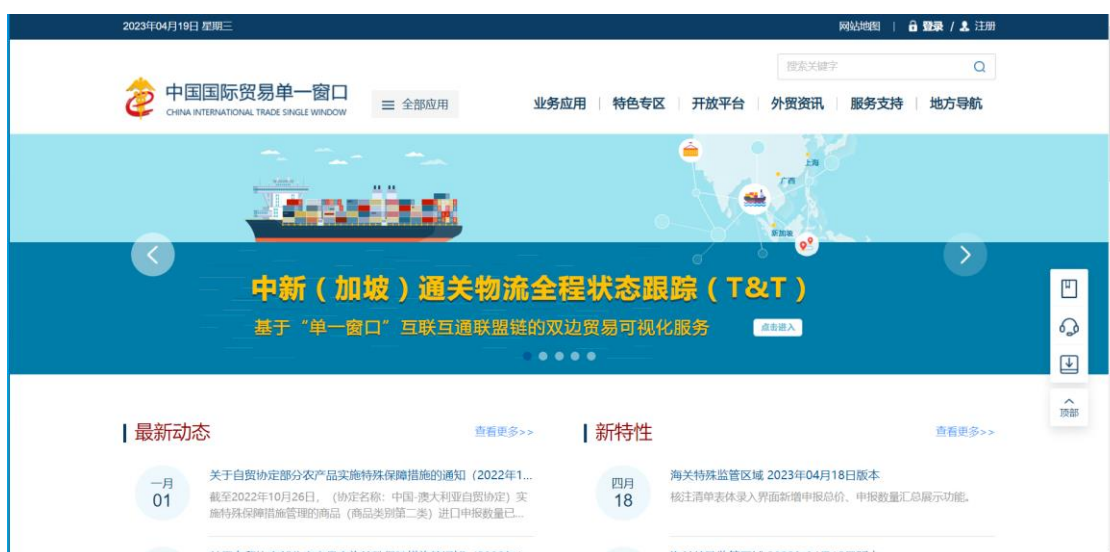 2023年04月19日 星期三
网站地图 | 登录 / 注册
搜索关键字
中国国际贸易单一窗口
CHINA INTERNATIONAL TRADE SINGLE WINDOW
全部应用
业务应用 | 特色专区 | 开放平台 | 外贸资讯 | 服务支持 | 地方导航
上海
广西
新加坡
中新（加坡）通关物流全程状态跟踪（T&T）
基于“单一窗口”互联互通联盟链的双边贸易可视化服务
点击进入
顶部
最新动态
查看更多>>
一月
01
关于自贸协定部分农产品实施特殊保障措施的通知（2022年1...
截至2022年10月26日，（协定名称：中国-澳大利亚自贸协定）实
施特殊保障措施管理的商品（商品类别第二类）进口申报数量已...
新特性
查看更多>>
四月
18
海关特殊监管区域 2023年04月18日版本
核注清单表体录入界面新增申报总价、申报数量汇总展示功能。